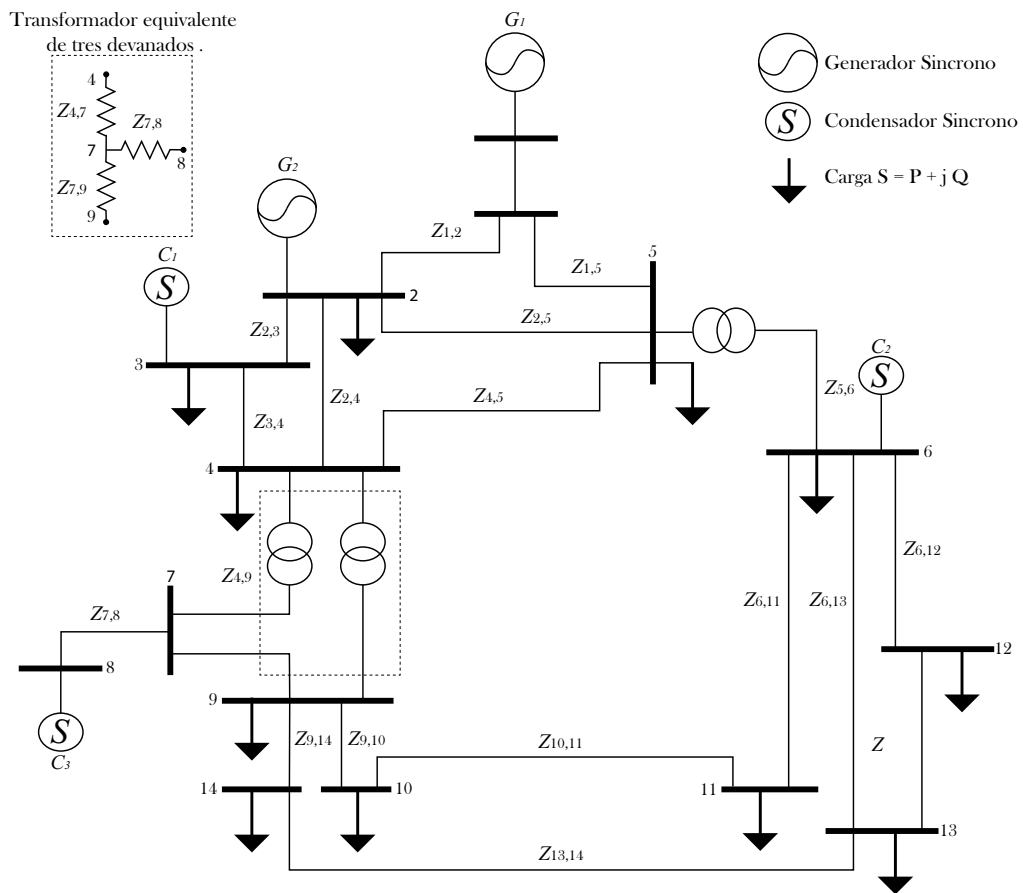 Transformador equivalente
de tres devanados .
4
Z4,7
Z7,8
7
8
Z7,9
9
G1
Generador Sincrono
S
Condensador Sincrono
Carga S = P + j Q
G2
C1
S
Z1,2
5
Z1,5
2
Z2,5
Z2,3
3
C2
S
Z5,6
Z2,4
Z4,5
Z3,4
4
6
Z6,12
Z4,9
7
Z7,8
Z6,11
Z6,13
8
12
S
C3
9
Z9,14
Z9,10
Z10,11
Z
14
10
11
13
Z13,14